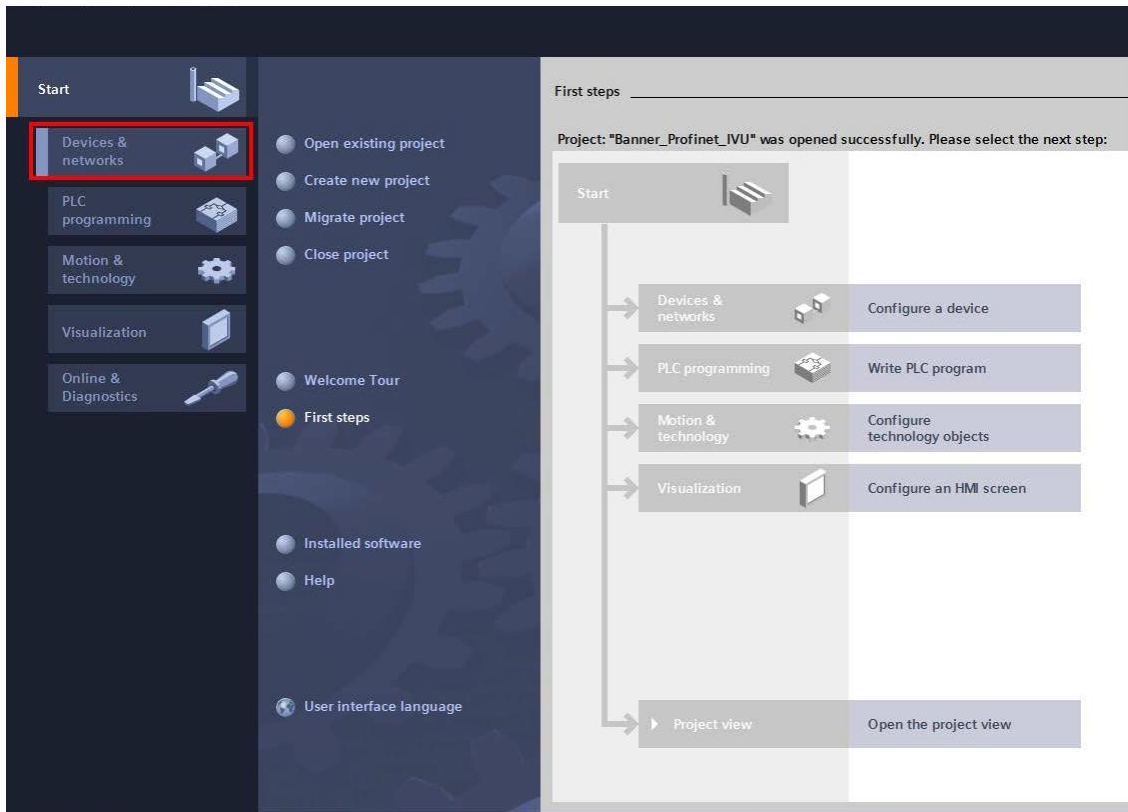 Start
Devices &
networks
PLC
programming
Motion &
technology
Visualization
Online &
Diagnostics
Open existing project
Create new project
Migrate project
Close project
Welcome Tour
First steps
Installed software
Help
User interface language
First steps
Project: "Banner_Profinet_IVU" was opened successfully. Please select the next step:
Start
Devices &
networks
Configure a device
PLC programming
Write PLC program
Motion &
technology
Configure
technology objects
Visualization
Configure an HMI screen
Project view
Open the project view